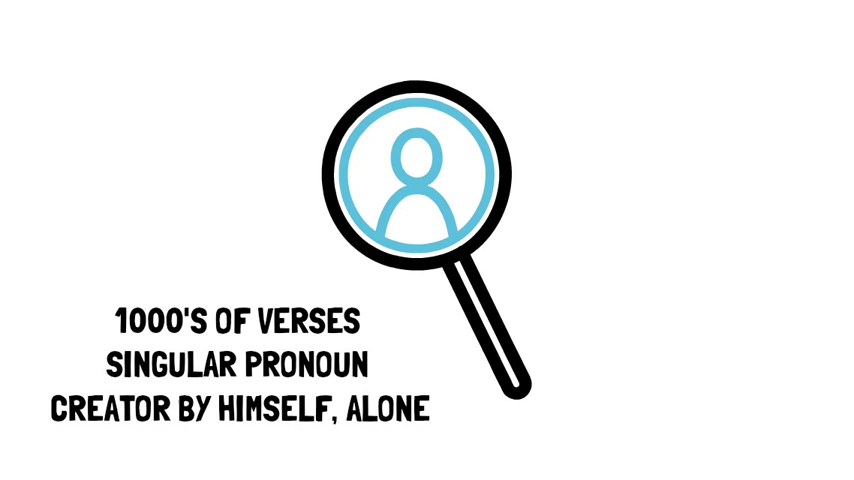 1000'S OF VERSES
SINGULAR PRONOUN
CREATOR BY HIMSELF, ALONE